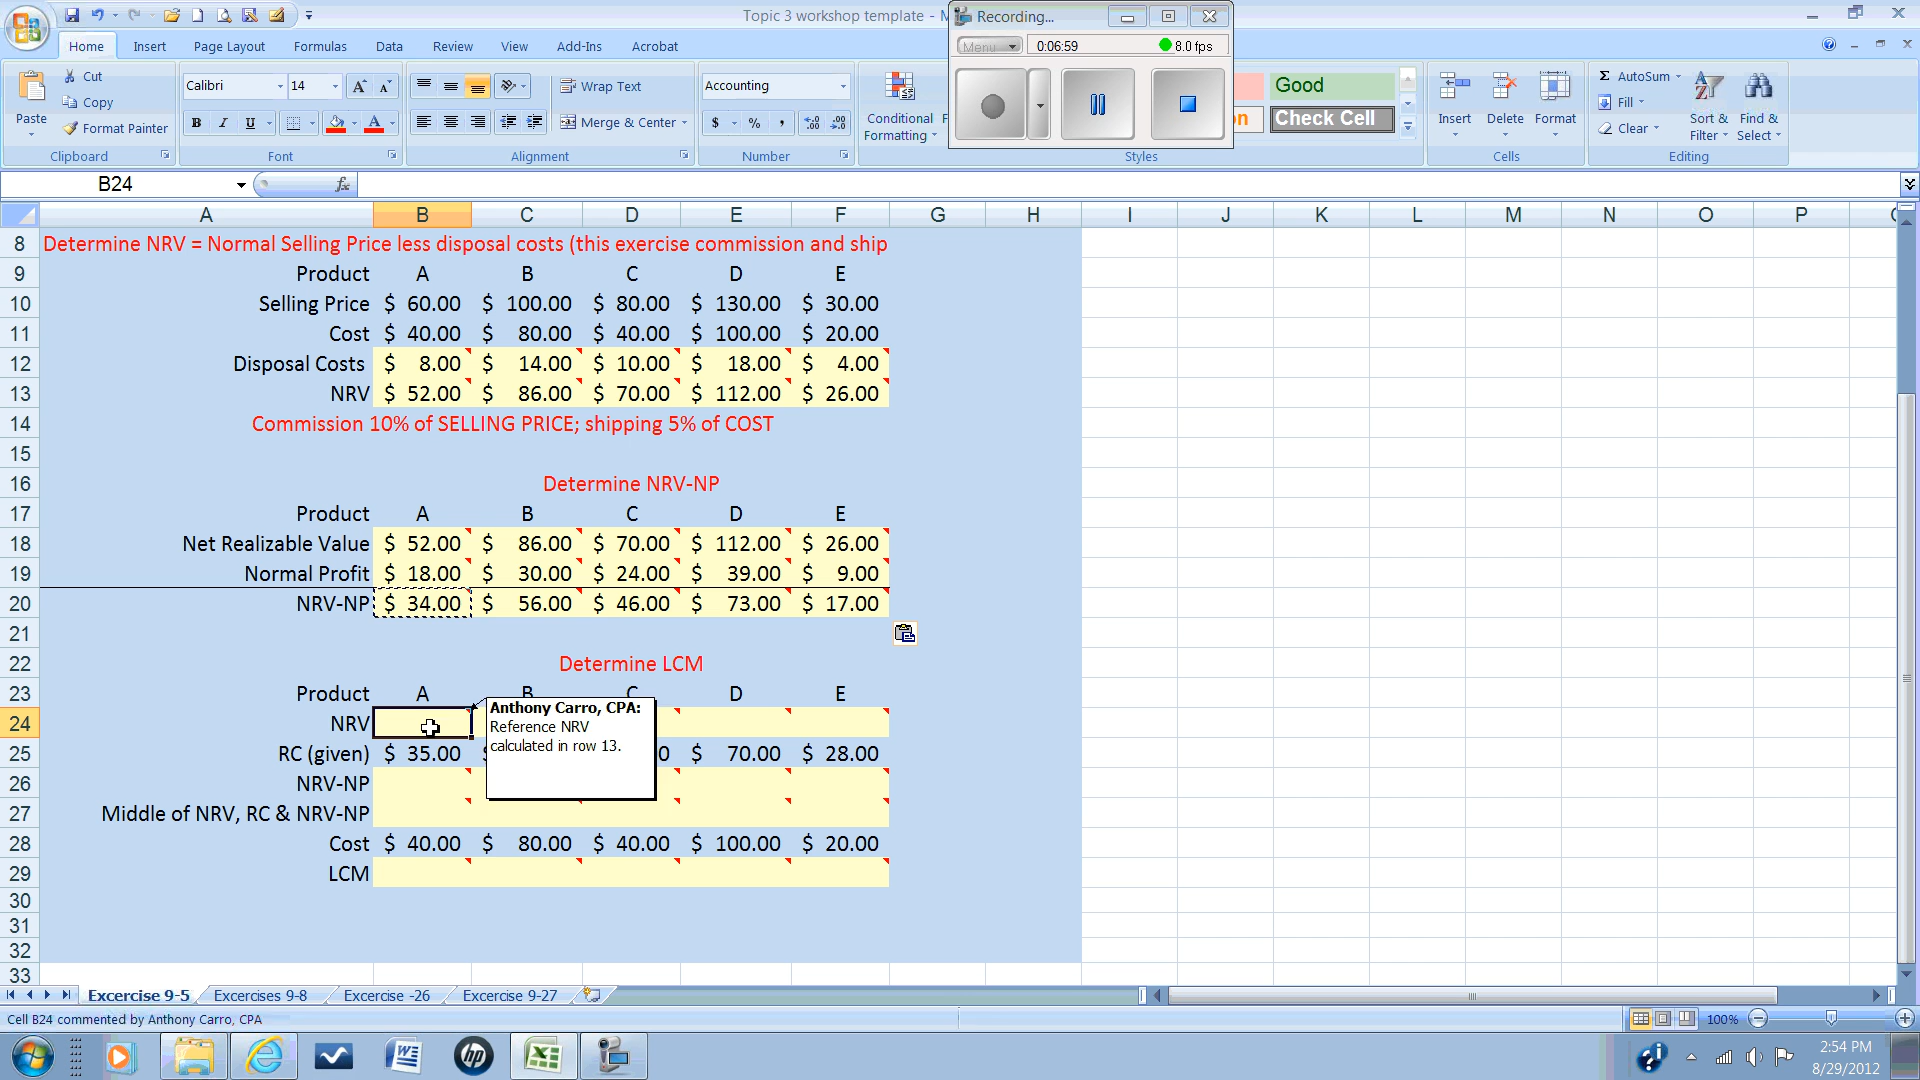 Topic 3 workshop template - M
Recording...
Home Insert Page Layout Formulas Data Review View Add-Ins Acrobat
Menu 0:06:59 8.0 fps
Paste Cut Copy Format Painter
Calibri 14
B I U
Wrap Text
Merge & Center
Accounting
$ % ,
Conditional Formatting
Good
Check Cell
Insert Delete Format
Σ AutoSum
Fill
Clear
Sort & Filter
Find & Select
Clipboard Font Alignment Number Styles Cells Editing
B24 fx
A B C D E F G H I J K L M N O P
8 Determine NRV = Normal Selling Price less disposal costs (this exercise commission and ship
9 Product A B C D E
10 Selling Price $ 60.00 $ 100.00 $ 80.00 $ 130.00 $ 30.00
11 Cost $ 40.00 $ 80.00 $ 40.00 $ 100.00 $ 20.00
12 Disposal Costs $ 8.00 $ 14.00 $ 10.00 $ 18.00 $ 4.00
13 NRV $ 52.00 $ 86.00 $ 70.00 $ 112.00 $ 26.00
14 Commission 10% of SELLING PRICE; shipping 5% of COST
15
16 Determine NRV-NP
17 Product A B C D E
18 Net Realizable Value $ 52.00 $ 86.00 $ 70.00 $ 112.00 $ 26.00
19 Normal Profit $ 18.00 $ 30.00 $ 24.00 $ 39.00 $ 9.00
20 NRV-NP $ 34.00 $ 56.00 $ 46.00 $ 73.00 $ 17.00
21
22 Determine LCM
23 Product A B C D E
24 NRV
Anthony Carro, CPA:
Reference NRV
calculated in row 13.
25 RC (given) $ 35.00 $ 0 $ 70.00 $ 28.00
26 NRV-NP
27 Middle of NRV, RC & NRV-NP
28 Cost $ 40.00 $ 80.00 $ 40.00 $ 100.00 $ 20.00
29 LCM
30
31
32
33
Excercise 9-5 Excercises 9-8 Excercise -26 Excercise 9-27
Cell B24 commented by Anthony Carro, CPA 100%
2:54 PM
8/29/2012